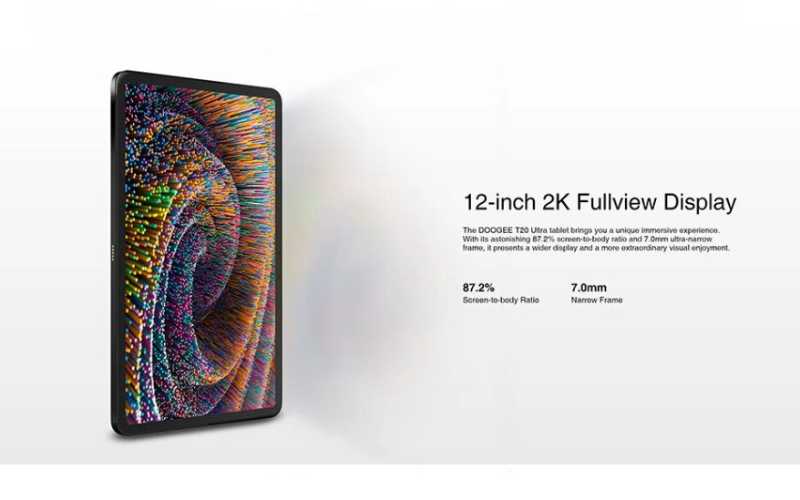 12-inch 2K Fullview Display
The DOOGEE T20 Ultra tablet brings you a unique immersive experience.
With its astonishing 87.2% screen-to-body ratio and 7.0mm ultra-narrow
frame, it presents a wider display and a more extraordinary visual enjoyment.
87.2% 7.0mm
Screen-to-body Ratio Narrow Frame